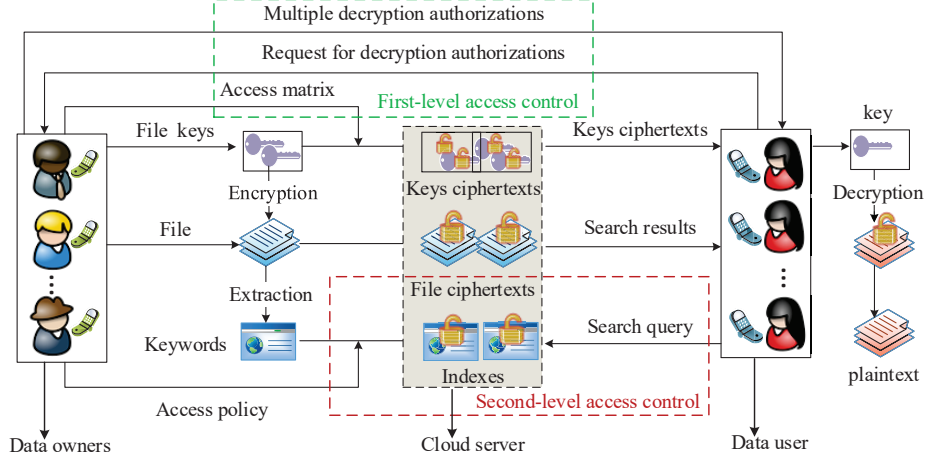 Multiple decryption authorizations
Request for decryption authorizations
Access matrix
First-level access control
File keys
Keys ciphertexts
key
Encryption
Keys ciphertexts
Decryption
File
Search results
Extraction
File ciphertexts
Keywords
Search query
Indexes
plaintext
Access policy
Second-level access control
Data owners
Cloud server
Data user